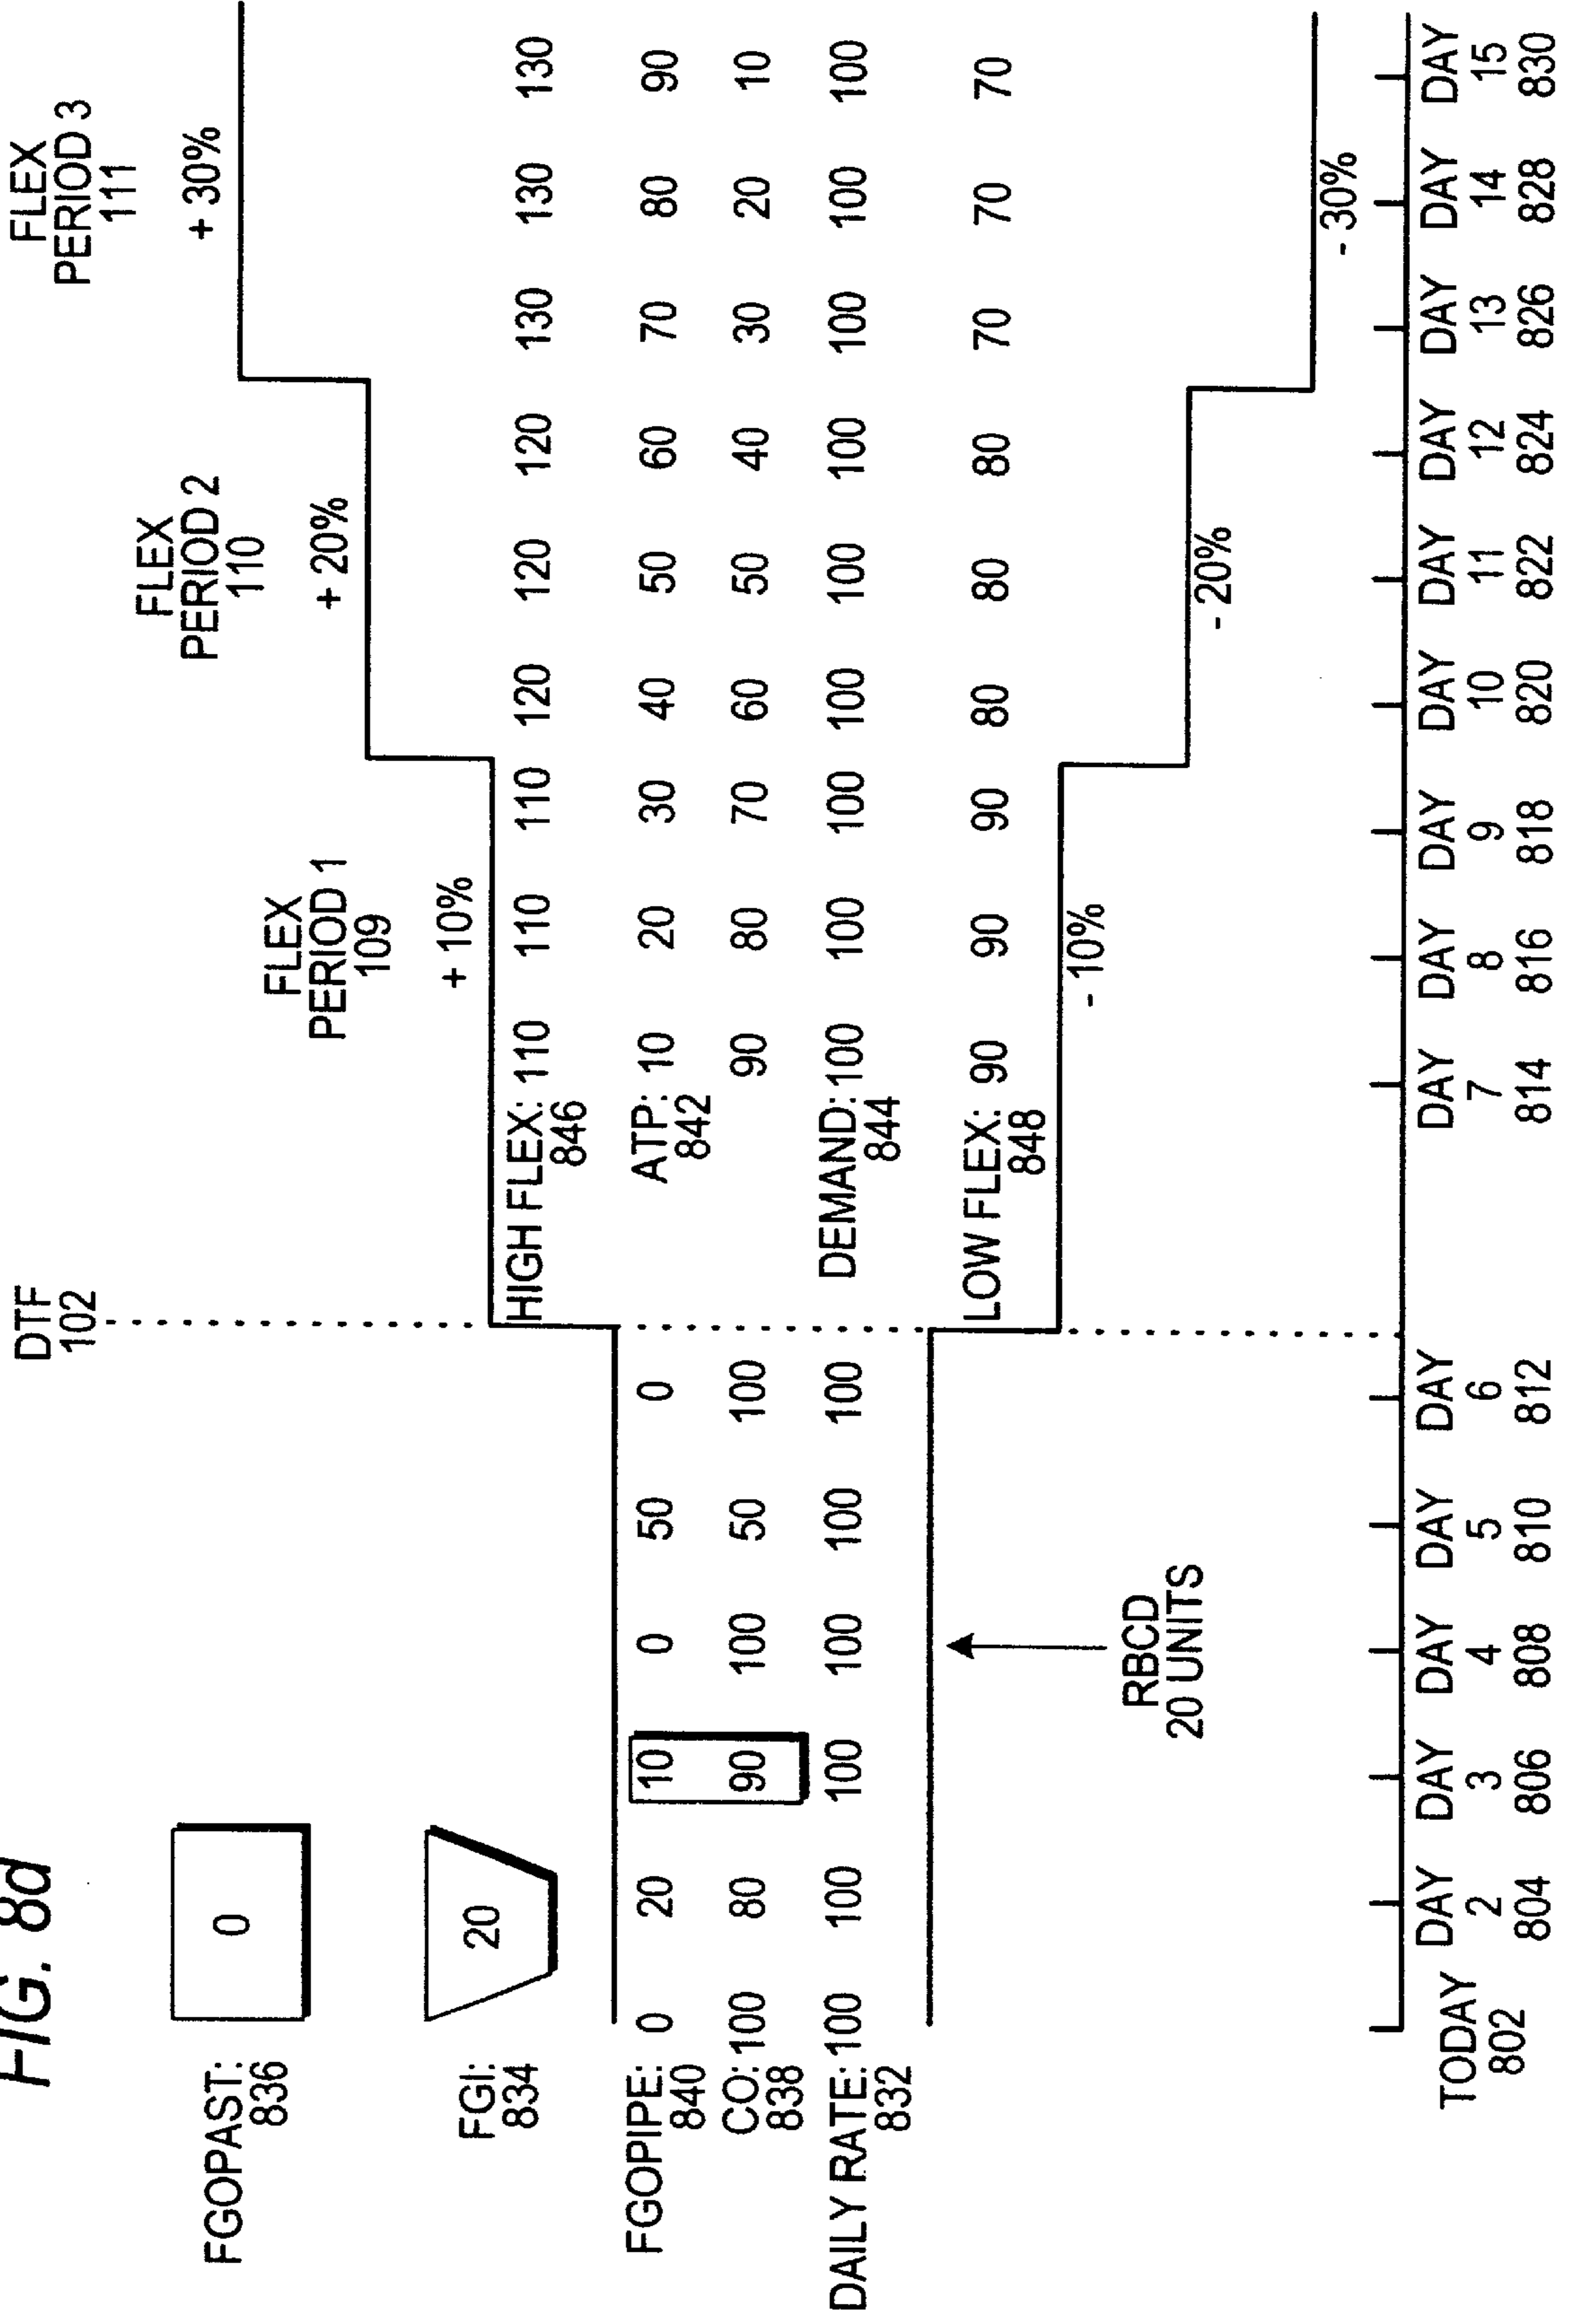 FIG. 8d
DTF
102
FLEX
PERIOD 1
109
+ 10%
FLEX
PERIOD 2
110
+ 20%
FLEX
PERIOD 3
111
+ 30%
FGOPAST:
836
0
FGI:
834
20
HIGH FLEX: 110 110 110 120 120 120 130 130 130
846
FGOPIPE: 0 20 10 0 50 0
840
ATP: 10 20 30 40 50 60 70 80 90
842
CO: 100 80 90 100 50 100 90 80 70 60 50 40 30 20 10
838
DAILY RATE: 100 100 100 100 100 100
832
DEMAND: 100 100 100 100 100 100 100 100 100
844
LOW FLEX: 90 90 90 80 80 80 70 70 70
848
- 10%
- 20%
- 30%
RBCD
20 UNITS
TODAY
802
DAY
2
804
DAY
3
806
DAY
4
808
DAY
5
810
DAY
6
812
DAY
7
814
DAY
8
816
DAY
9
818
DAY
10
820
DAY
11
822
DAY
12
824
DAY
13
826
DAY
14
828
DAY
15
830